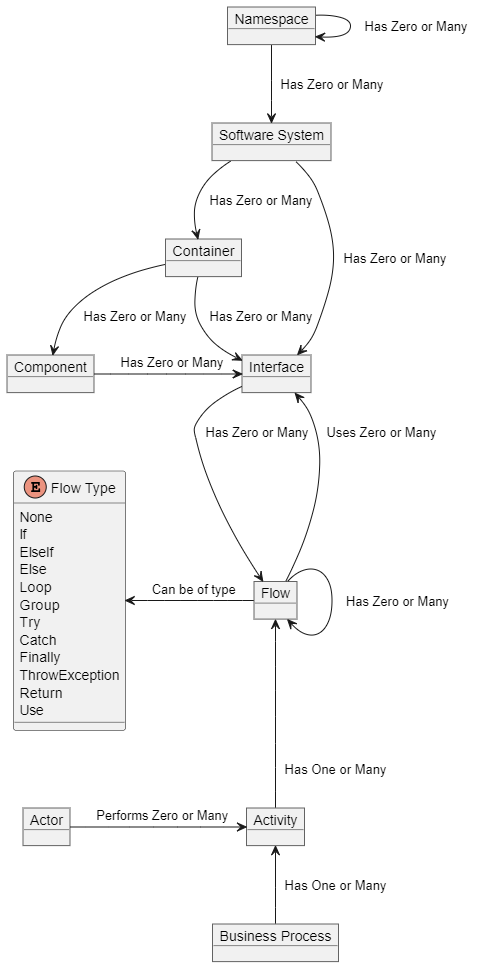 Namespace
Has Zero or Many
Has Zero or Many
Software System
Has Zero or Many
Container
Has Zero or Many
Has Zero or Many
Has Zero or Many
Component
Has Zero or Many
Interface
Has Zero or Many
Uses Zero or Many
E Flow Type
None
If
ElseIf
Else
Loop
Group
Try
Catch
Finally
ThrowException
Return
Use
Can be of type
Flow
Has Zero or Many
Has One or Many
Actor
Performs Zero or Many
Activity
Has One or Many
Business Process